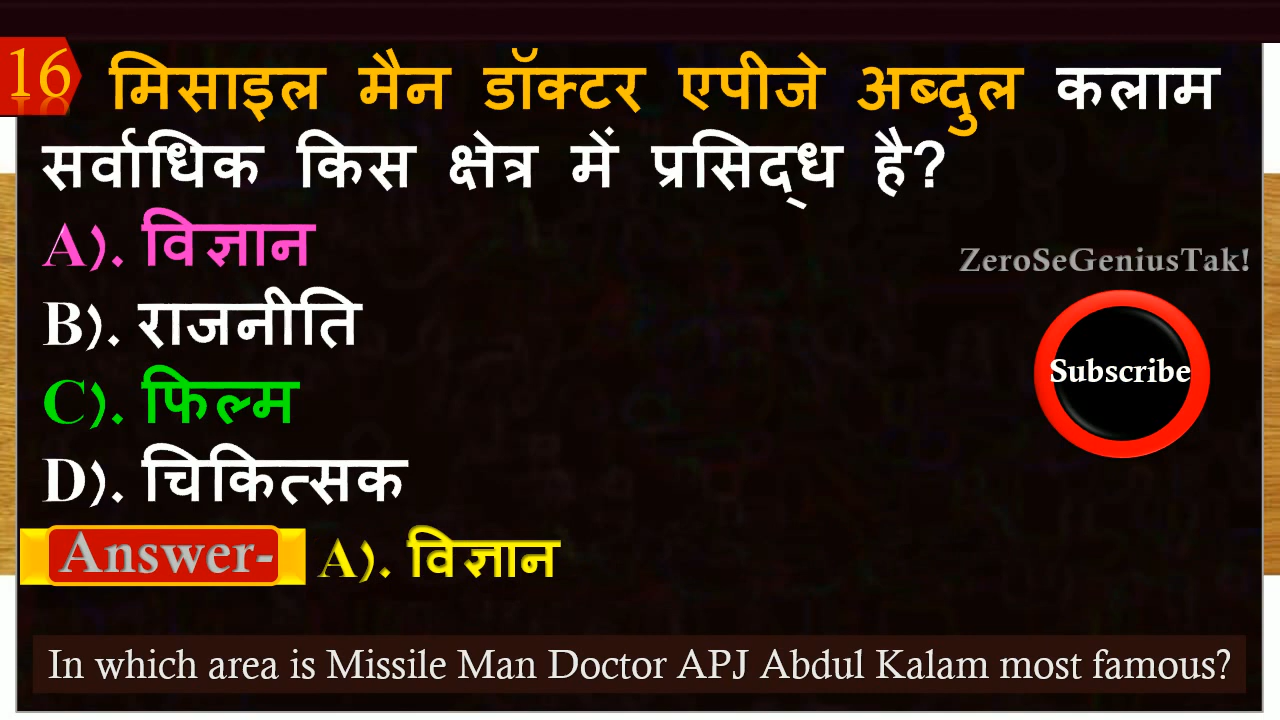 16 मिसाइल मैन डॉक्टर एपीजे अब्दुल कलाम
सर्वाधिक किस क्षेत्र में प्रसिद्ध है?
A). विज्ञान
ZeroSeGeniusTak!
B). राजनीति
Subscribe
C). फिल्म
D). चिकित्सक
Answer- A). विज्ञान
In which area is Missile Man Doctor APJ Abdul Kalam most famous?